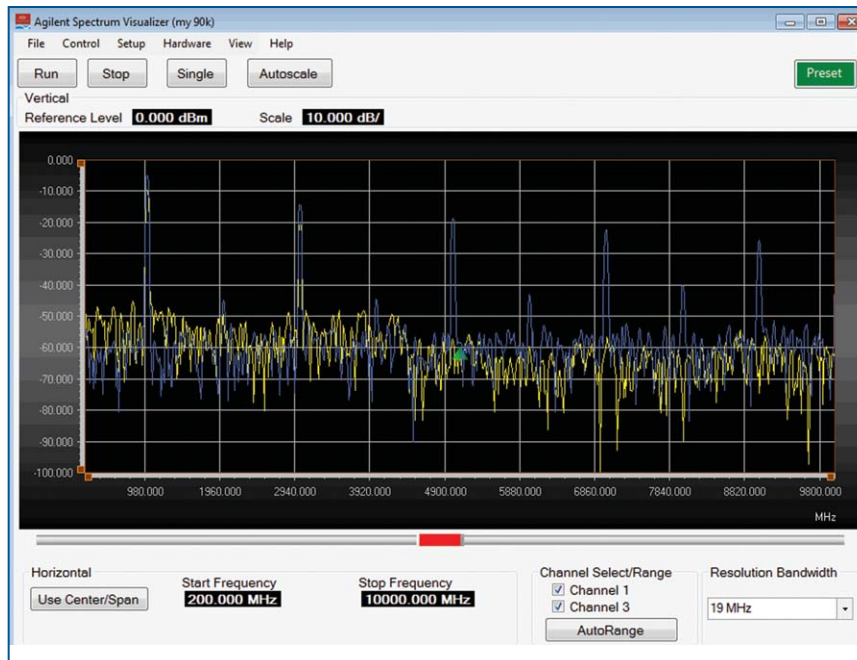 Agilent Spectrum Visualizer (my 90k)
File Control Setup Hardware View Help
Run Stop Single Autoscale Preset
Vertical
Reference Level 0.000 dBm Scale 10.000 dB/
0.000
-10.000
-20.000
-30.000
-40.000
-50.000
-60.000
-70.000
-80.000
-90.000
-100.000
980.000 1960.000 2940.000 3920.000 4900.000 5880.000 6860.000 7840.000 8820.000 9800.000
MHz
Horizontal
Use Center/Span
Start Frequency
200.000 MHz
Stop Frequency
10000.000 MHz
Channel Select/Range
Channel 1
Channel 3
AutoRange
Resolution Bandwidth
19 MHz